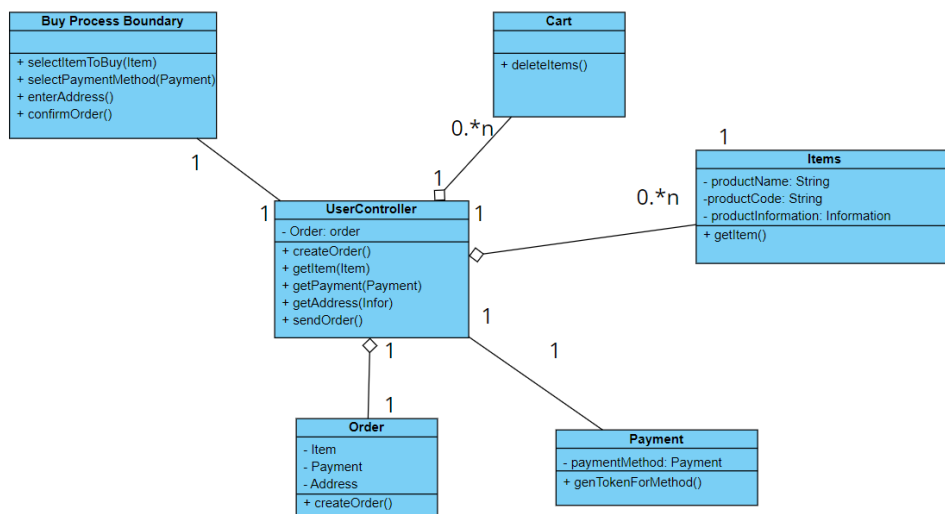 Buy Process Boundary
+ selectItemToBuy(Item)
+ selectPaymentMethod(Payment)
+ enterAddress()
+ confirmOrder()
Cart
+ deleteItems()
0.*n
1
1
1
1
1
0.*n
1
Items
- productName: String
-productCode: String
- productInformation: Information
+ getItem()
UserController
- Order: order
+ createOrder()
+ getItem(Item)
+ getPayment(Payment)
+ getAddress(Infor)
+ sendOrder()
1
1
1
1
Order
- Item
- Payment
- Address
+ createOrder()
Payment
- paymentMethod: Payment
+ genTokenForMethod()